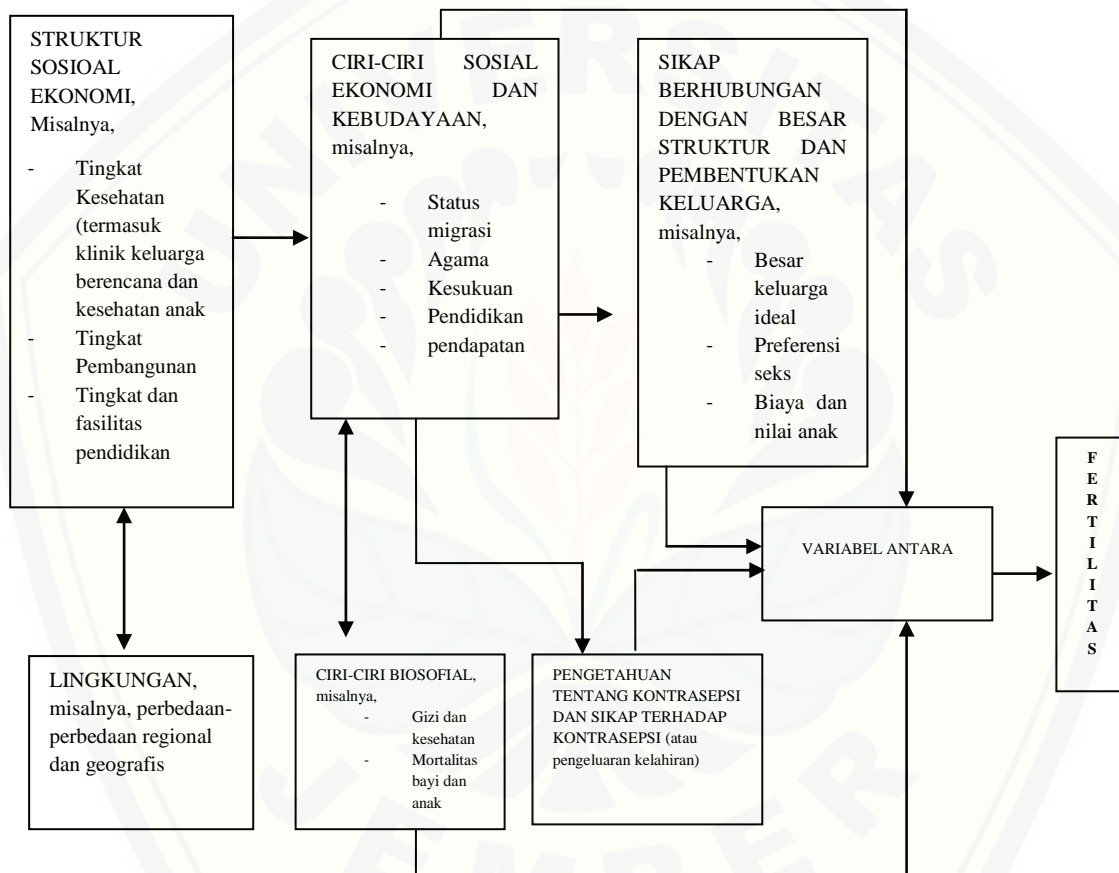 STRUKTUR
SOSIOAL
EKONOMI,
Misalnya,
- Tingkat
Kesehatan
(termasuk
klinik keluarga
berencana dan
kesehatan anak
- Tingkat
Pembangunan
- Tingkat dan
fasilitas
pendidikan
CIRI-CIRI SOSIAL
EKONOMI DAN
KEBUDAYAAN,
misalnya,
- Status
migrasi
- Agama
- Kesukuan
- Pendidikan
- pendapatan
SIKAP
BERHUBUNGAN
DENGAN BESAR
STRUKTUR DAN
PEMBENTUKAN
KELUARGA,
misalnya,
- Besar
keluarga
ideal
- Preferensi
seks
- Biaya dan
nilai anak
VARIABEL ANTARA
F
E
R
T
I
L
I
T
A
S
LINGKUNGAN,
misalnya, perbedaan-
perbedaan regional
dan geografis
CIRI-CIRI BIOSOFIAL,
misalnya,
- Gizi dan
kesehatan
- Mortalitas
bayi dan
anak
PENGETAHUAN
TENTANG KONTRASEPSI
DAN SIKAP TERHADAP
KONTRASEPSI (atau
pengeluaran kelahiran)
UNIVERSITAS
JEMBER